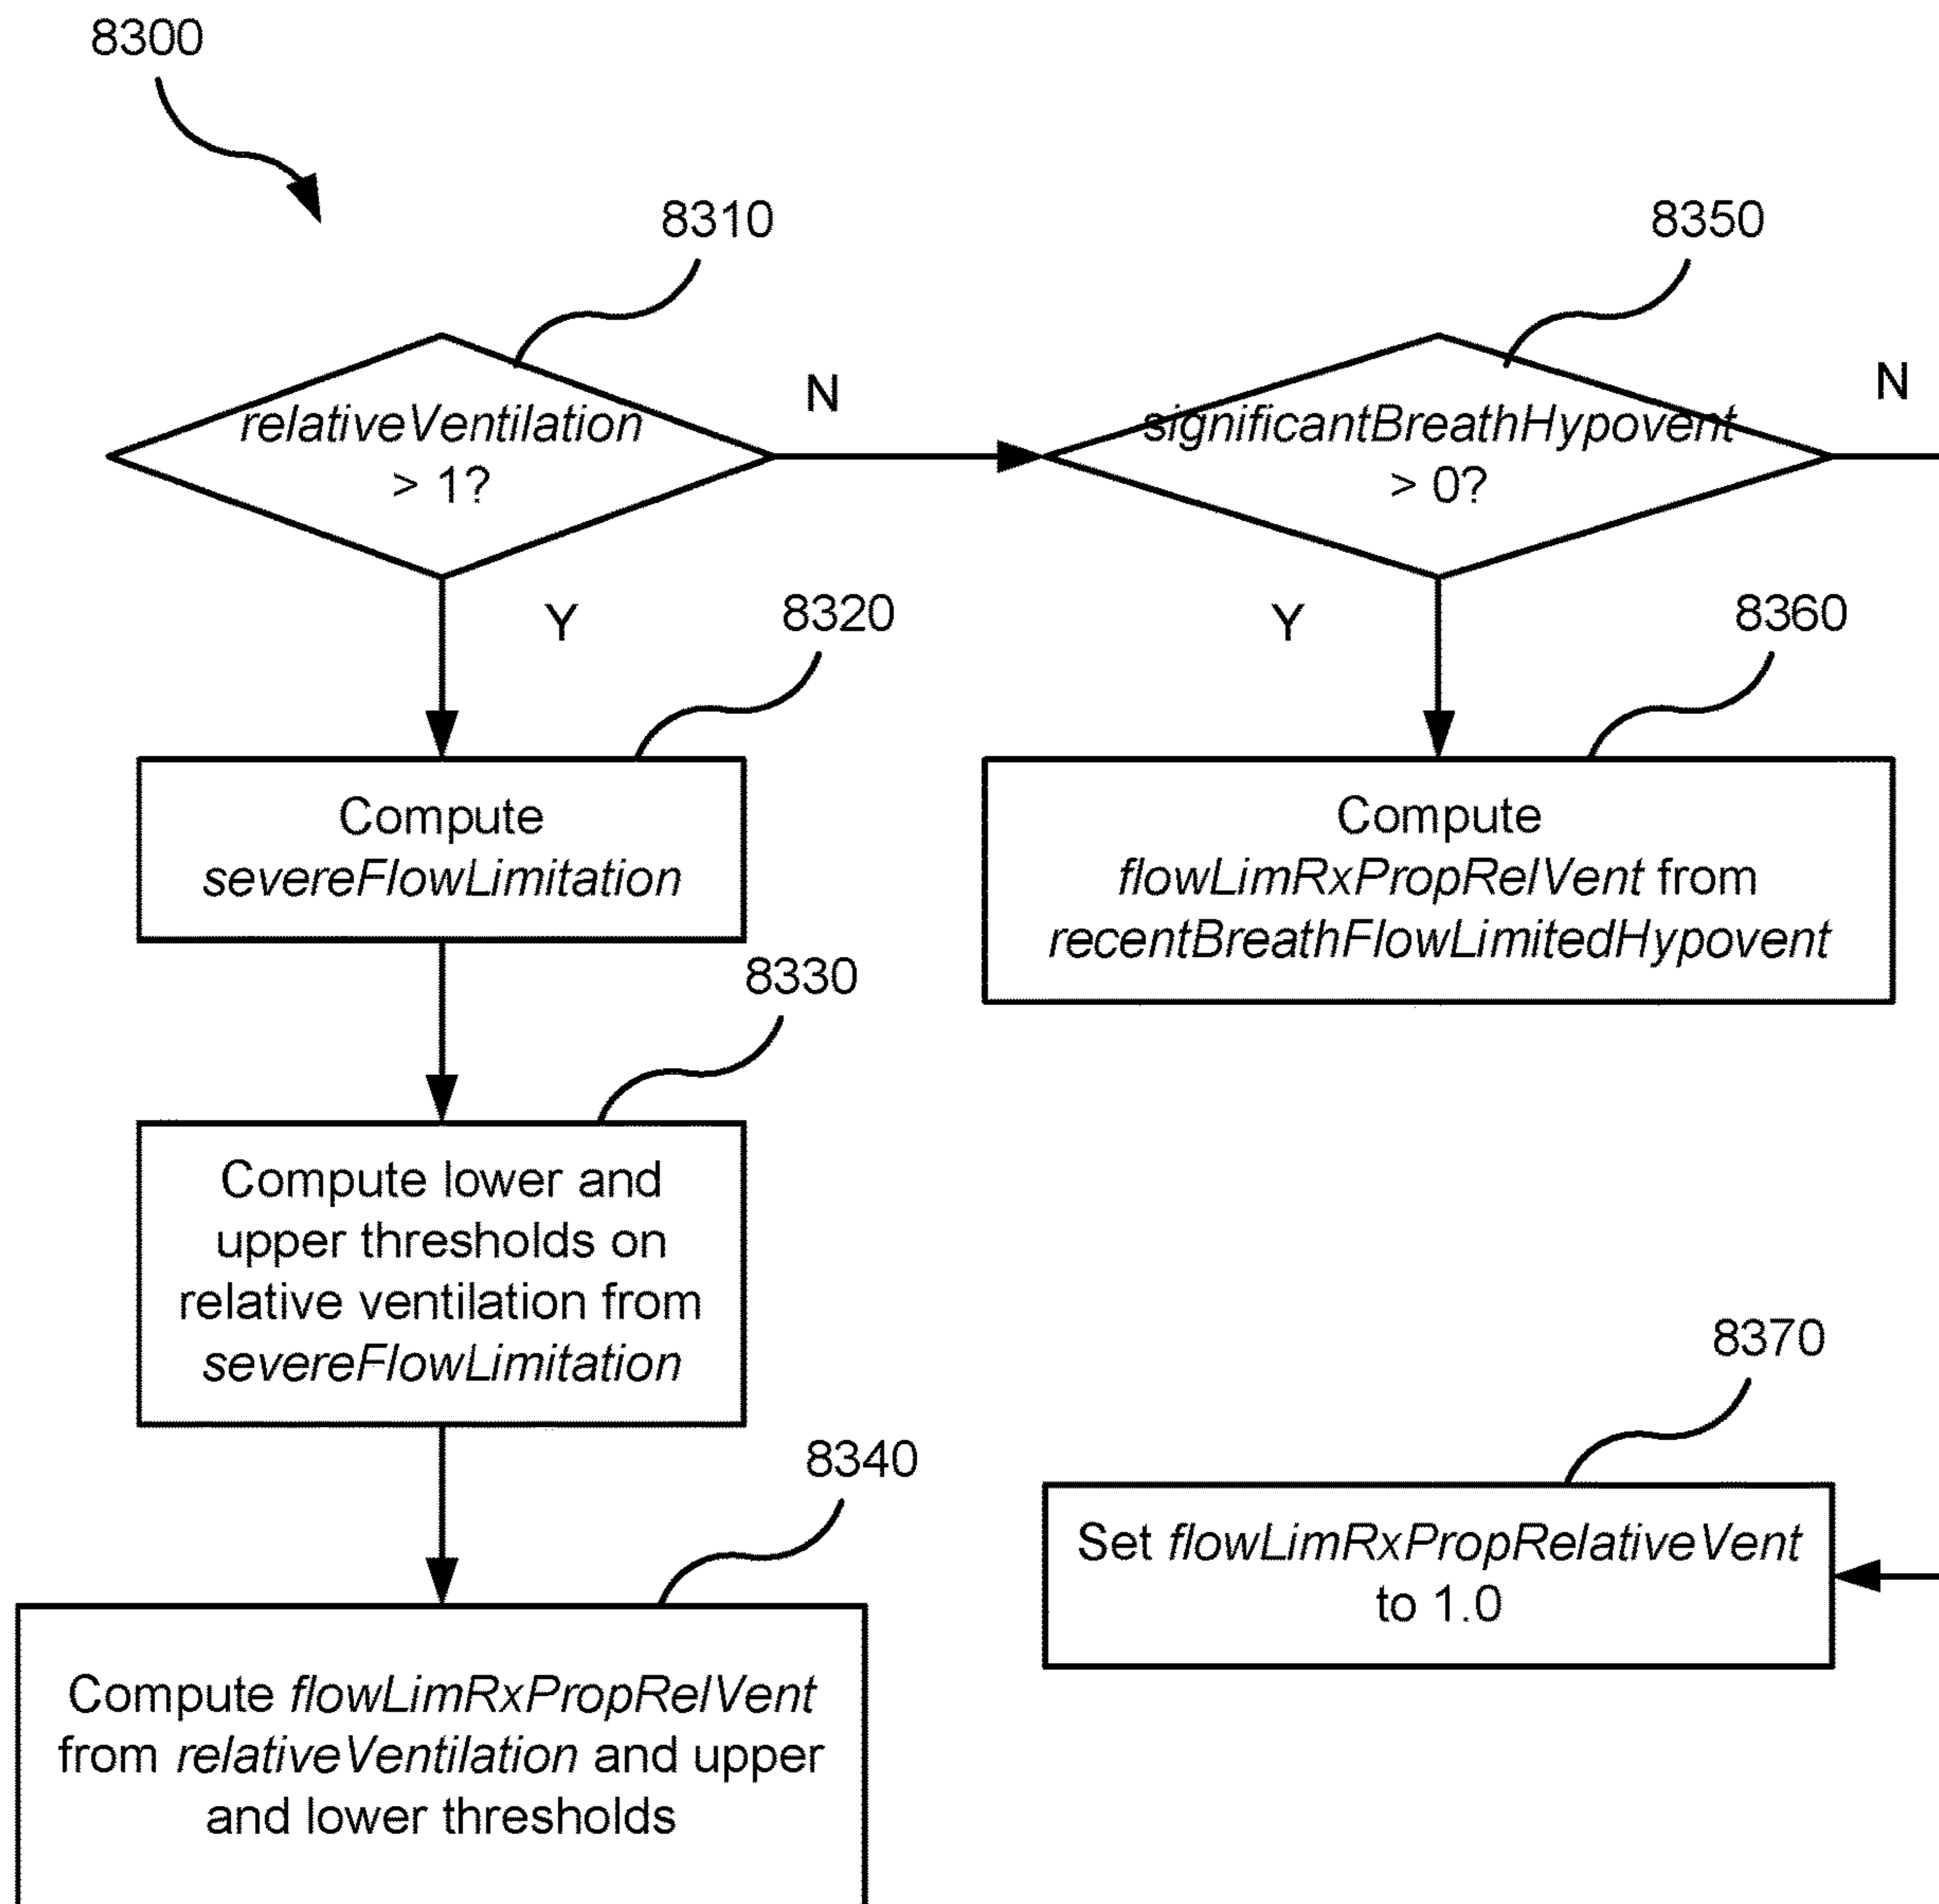 8300
8310
relativeVentilation
> 1?
N
Y
8350
significantBreathHypovent
> 0?
N
Y
8320
Compute
severeFlowLimitation
8360
Compute
flowLimRxPropRelVent from
recentBreathFlowLimitedHypovent
8330
Compute lower and
upper thresholds on
relative ventilation from
severeFlowLimitation
8340
Compute flowLimRxPropRelVent
from relativeVentilation and upper
and lower thresholds
8370
Set flowLimRxPropRelativeVent
to 1.0